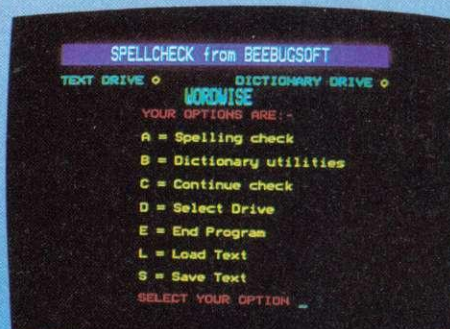 SPELLCHECK from BEEBUGSOFT
TEXT DRIVE 0 DICTIONARY DRIVE 0
WORDWISE
YOUR OPTIONS ARE:-
A = Spelling check
B = Dictionary utilities
C = Continue check
D = Select Drive
E = End Program
L = Load Text
S = Save Text
SELECT YOUR OPTION _